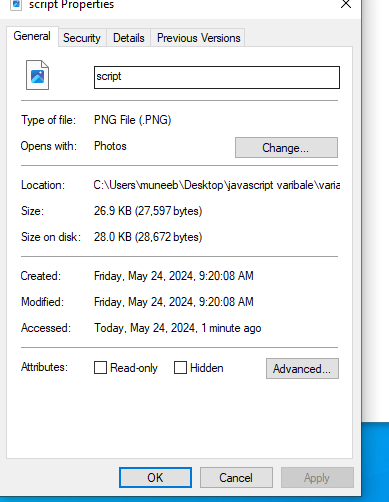 script Properties
General Security Details Previous Versions
script
Type of file: PNG File (.PNG)
Opens with: Photos Change...
Location: C:\Users\muneeb\Desktop\javascript varibale\varia
Size: 26.9 KB (27,597 bytes)
Size on disk: 28.0 KB (28,672 bytes)
Created: Friday, May 24, 2024, 9:20:08 AM
Modified: Friday, May 24, 2024, 9:20:08 AM
Accessed: Today, May 24, 2024, 1 minute ago
Attributes: Read-only Hidden Advanced...
OK Cancel Apply